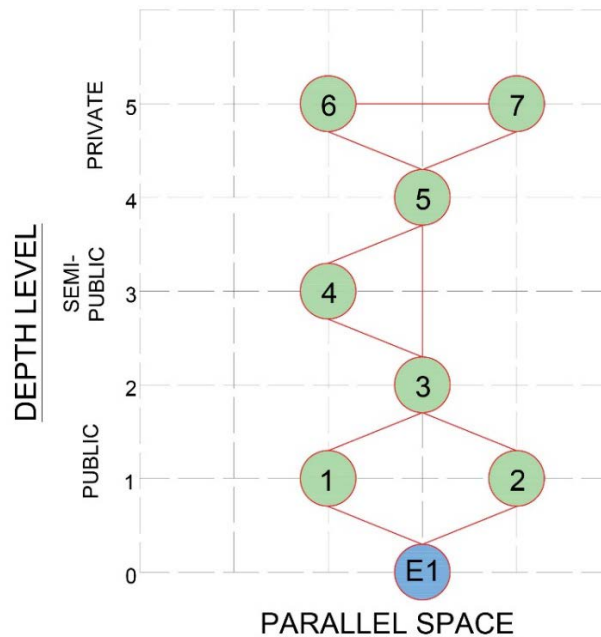 DEPTH LEVEL
PRIVATE
SEMI-
PUBLIC
PUBLIC
5
4
3
2
1
0
6
7
5
4
3
1
2
E1
PARALLEL SPACE